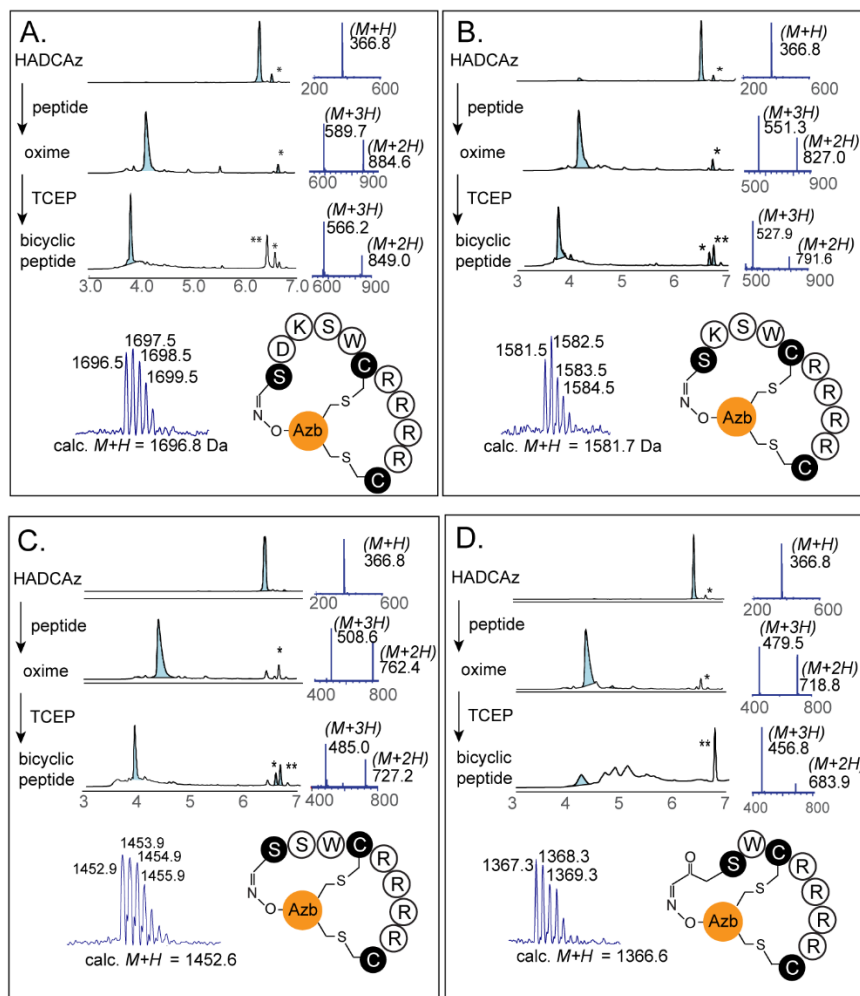 A.
HADCAz
*
(M+H)
366.8
200 600
peptide
oxime
*
(M+3H)
589.7
(M+2H)
884.6
600 900
TCEP
bicyclic
peptide
** *
(M+3H)
566.2
(M+2H)
849.0
600 900
3.0 4.0 5.0 6.0 7.0
1696.5
1697.5
1698.5
1699.5
calc. M+H = 1696.8 Da
S D K S W C R R R R C
N
O
Azb
S
S
B.
HADCAz
*
(M+H)
366.8
200 600
peptide
oxime
*
(M+3H)
551.3
(M+2H)
827.0
500 900
TCEP
bicyclic
peptide
* **
(M+3H)
527.9
(M+2H)
791.6
500 900
3 4 5 6 7
1581.5
1582.5
1583.5
1584.5
calc. M+H = 1581.7 Da
S K S W C R R R R C
N
O
Azb
S
S
C.
HADCAz
(M+H)
366.8
200 600
peptide
oxime
*
(M+3H)
508.6
(M+2H)
762.4
400 800
TCEP
bicyclic
peptide
* **
(M+3H)
485.0
(M+2H)
727.2
400 800
3 4 5 6 7
1452.9
1453.9
1454.9
1455.9
calc. M+H = 1452.6
S S W C R R R R C
N
O
Azb
S
S
D.
HADCAz
*
(M+H)
366.8
200 600
peptide
oxime
*
(M+3H)
479.5
(M+2H)
718.8
400 800
TCEP
bicyclic
peptide
**
(M+3H)
456.8
(M+2H)
683.9
400 800
3 4 5 6 7
1367.3
1368.3
1369.3
calc. M+H = 1366.6
O
S W C R R R R C
N
O
Azb
S
S